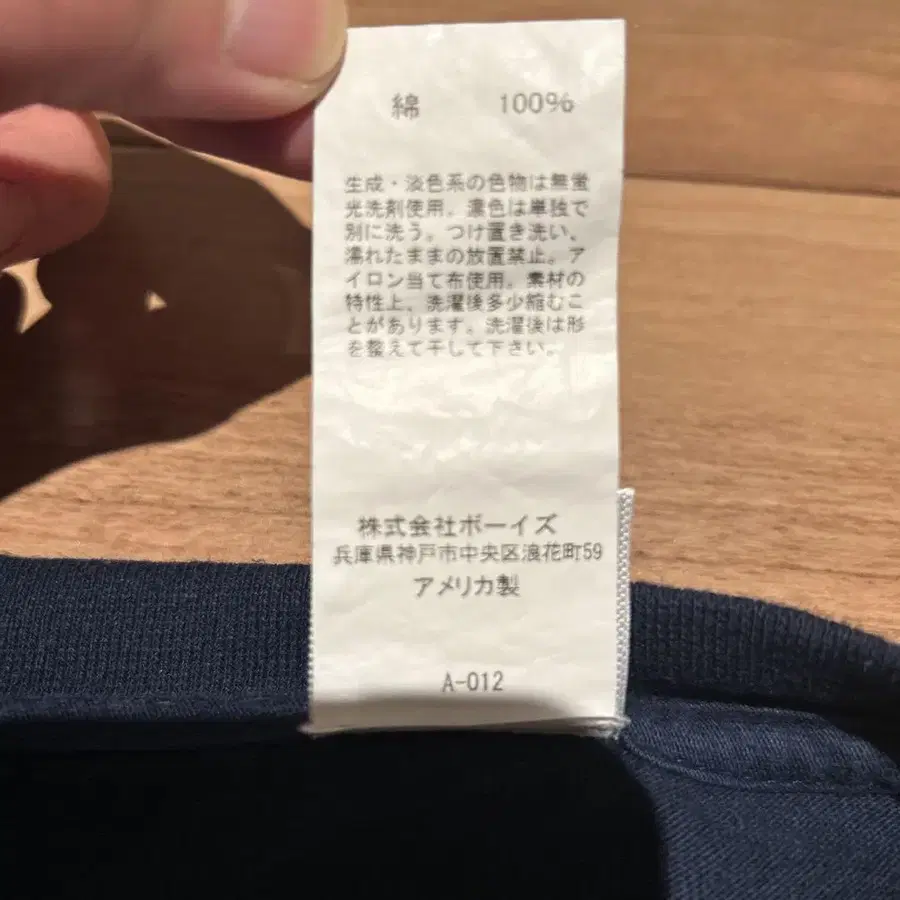 綿 100%
生成・淡色系の色物は無蛍
光洗剤使用。濃色は単独で
別に洗う。つけ置き洗い、
濡れたままの放置禁止。ア
イロン当て布使用。素材の
特性上、洗濯後多少縮むこ
とがあります。洗濯後は形
を整えて干して下さい。
株式会社ボーイズ
兵庫県神戸市中央区浪花町59
アメリカ製
A-012